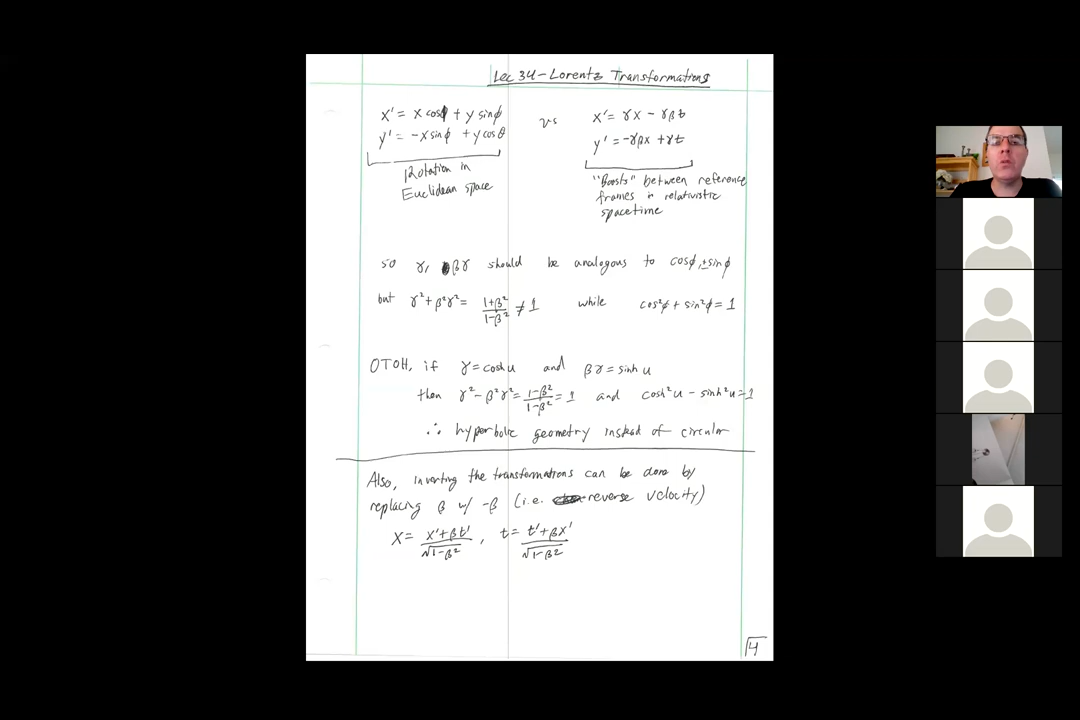 Lec 34 - Lorentz Transformations
x' = x cosϕ + y sinϕ vs x' = γx - γβt
y' = -x sinϕ + y cosθ y' = -γβx + γt
Rotation in
Euclidean space
"Boosts" between reference
frames in relativistic
spacetime
so γ, βγ should be analogous to cosϕ, ± sinϕ
but γ² + β²γ² = (1+β²)/(1-β²) ≠ 1 while cos²ϕ + sin²ϕ = 1
OTOH, if γ = cosh u and βγ = sinh u
then γ² - β²γ² = (1-β²)/(1-β²) = 1 and cosh²u - sinh²u = 1
∴ hyperbolic geometry instead of circular
Also, inverting the transformations can be done by
replacing β w/ -β (i.e. reverse velocity)
x = (x' + βt')/√(1-β²), t = (t' + βx')/√(1-β²)
4